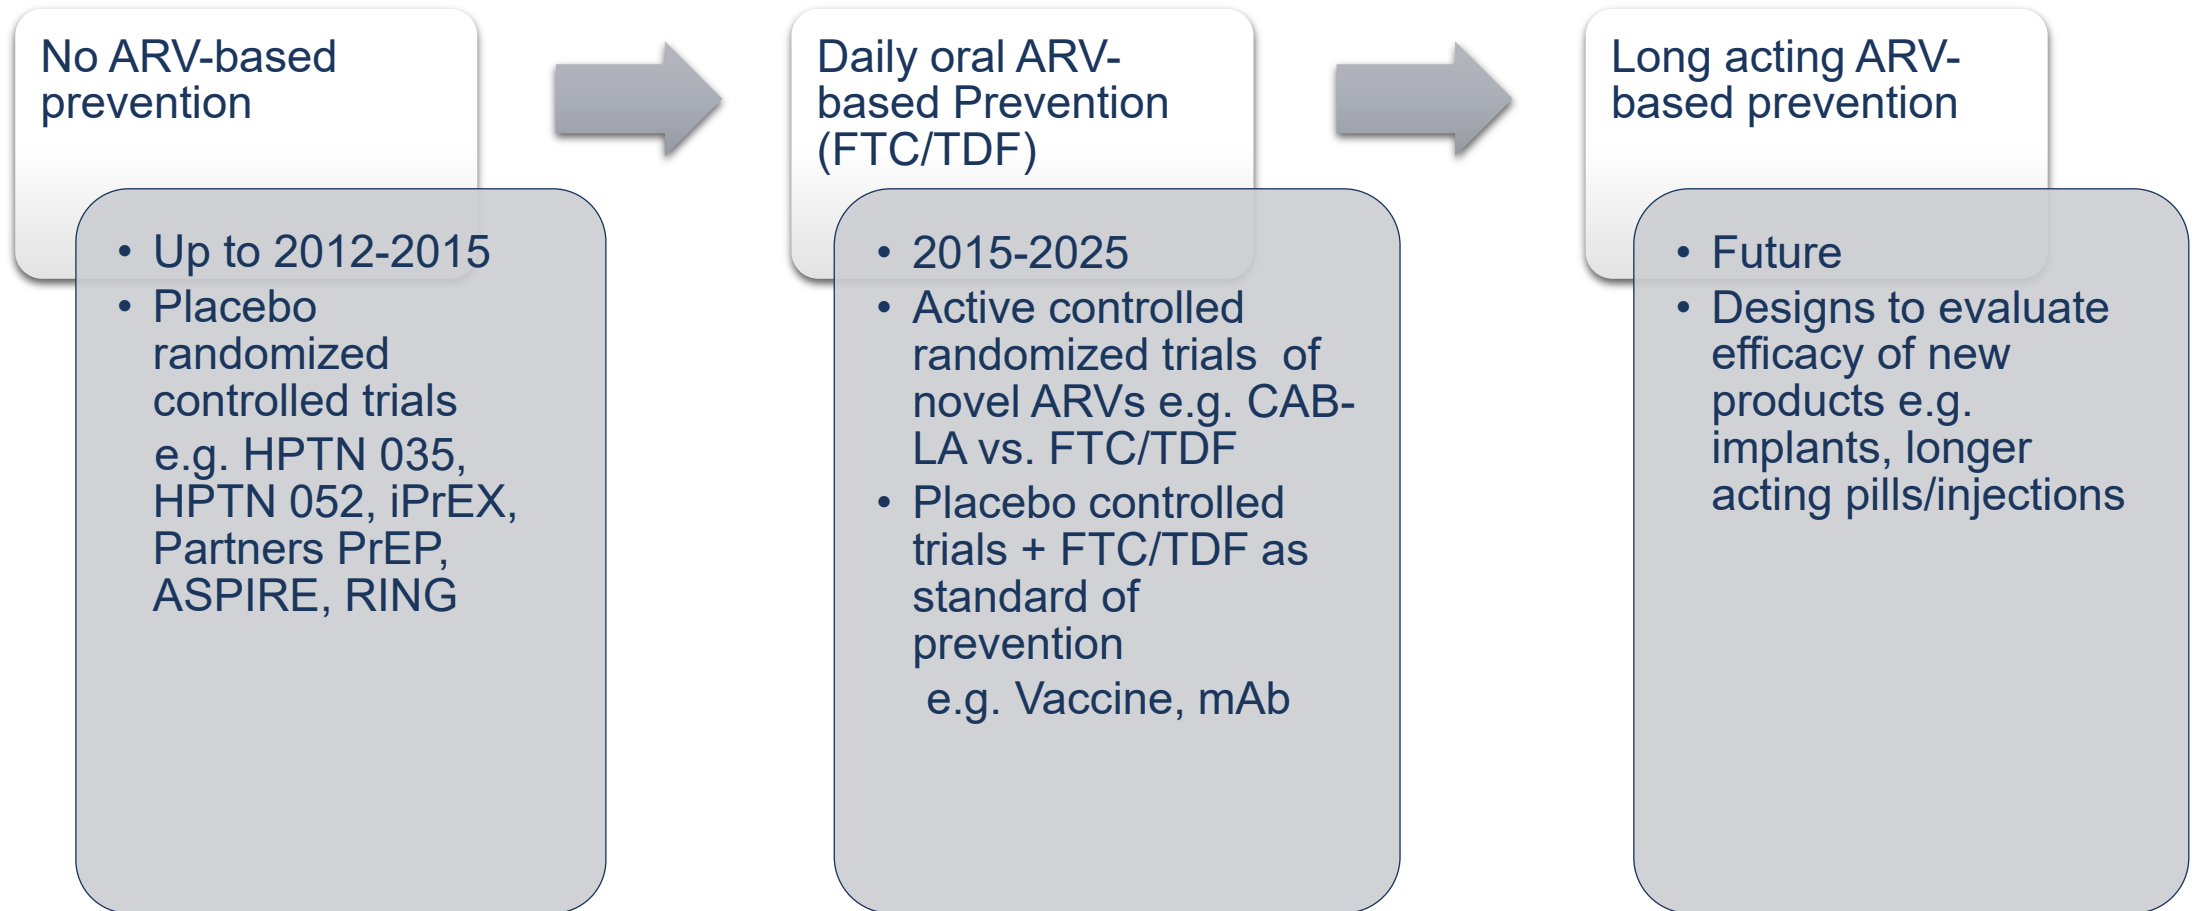 No ARV-based
prevention
• Up to 2012-2015
• Placebo
randomized
controlled trials
e.g. HPTN 035,
HPTN 052, iPrEX,
Partners PrEP,
ASPIRE, RING
Daily oral ARV-
based Prevention
(FTC/TDF)
• 2015-2025
• Active controlled
randomized trials of
novel ARVs e.g. CAB-
LA vs. FTC/TDF
• Placebo controlled
trials + FTC/TDF as
standard of
prevention
e.g. Vaccine, mAb
Long acting ARV-
based prevention
• Future
• Designs to evaluate
efficacy of new
products e.g.
implants, longer
acting pills/injections